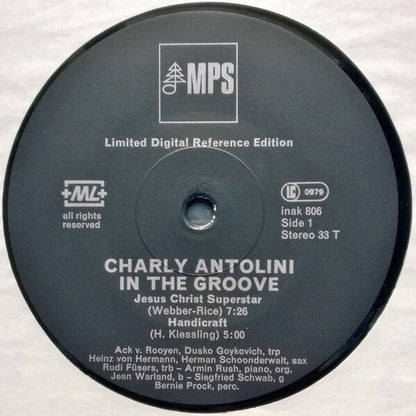 MPS
Limited Digital Reference Edition
+ML+
all rights
reserved
LC 0979
inak 806
Side 1
Stereo 33 T
CHARLY ANTOLINI
IN THE GROOVE
Jesus Christ Superstar
(Webber-Rice) 7:26
Handicraft
(H. Kiessling) 5:00
Ack v. Rooyen, Dusko Goykovich, trp
Heinz von Hermann, Herman Schoonderwalt, sax
Rudi Füsers, trb – Armin Rush, piano, org.
Jean Warland, b – Siegfried Schwab, g
Bernie Prock, perc.